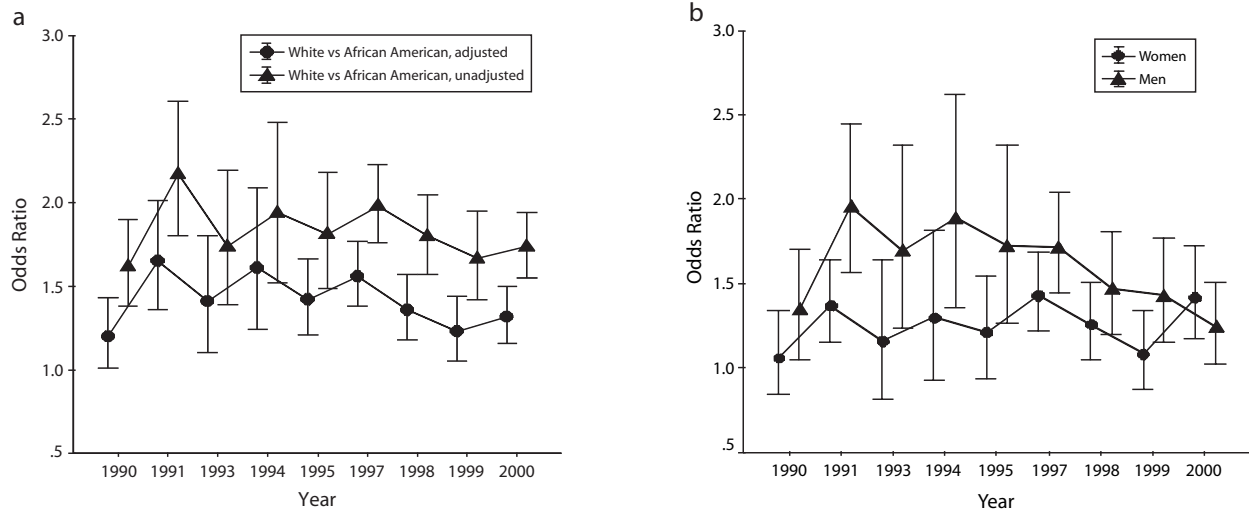 a
3.0
2.5
2.0
1.5
1.0
.5
Odds Ratio
White vs African American, adjusted
White vs African American, unadjusted
1990 1991 1993 1994 1995 1997 1998 1999 2000
Year
b
3.0
2.5
2.0
1.5
1.0
.5
Odds Ratio
Women
Men
1990 1991 1993 1994 1995 1997 1998 1999 2000
Year